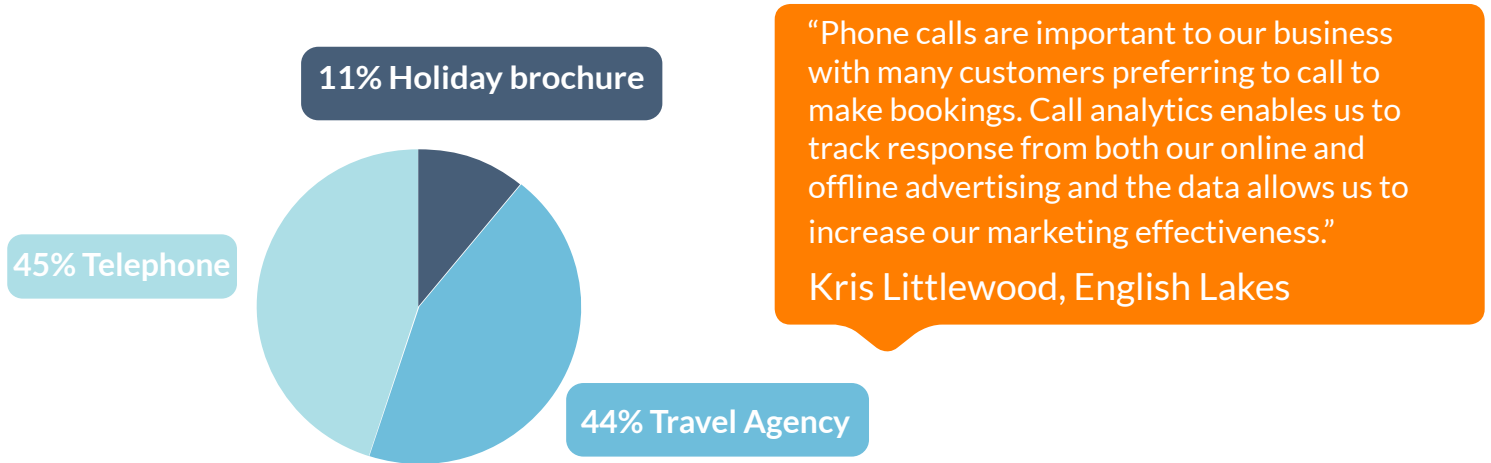 11% Holiday brochure
45% Telephone
44% Travel Agency
“Phone calls are important to our business
with many customers preferring to call to
make bookings. Call analytics enables us to
track response from both our online and
offline advertising and the data allows us to
increase our marketing effectiveness.”
Kris Littlewood, English Lakes